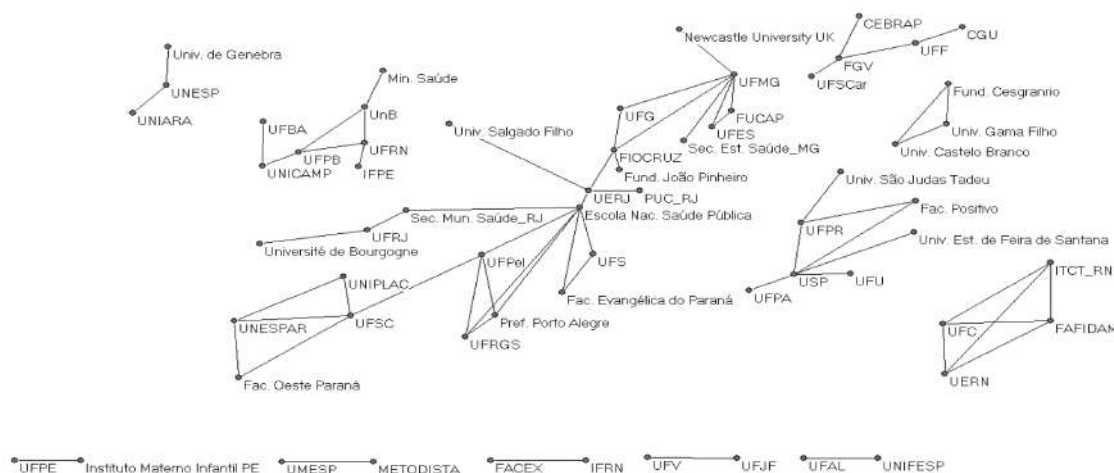 CEBRAP
CGU
Newcastle University UK
Univ. de Genebra
UFF
FGV
Min. Saúde
UFMG
UFSCar
UNESP
Fund. Cesgranrio
UnB
UFG
FUCAP
UNIARA
UFBA
Univ. Salgado Filho
UFES
Univ. Gama Filho
UFRN
Sec. Est. Saúde_MG
UFPB
FIOCRUZ
Univ. Castelo Branco
UNICAMP
IFPE
Fund. João Pinheiro
Univ. São Judas Tadeu
UERJ
PUC_RJ
Fac. Positivo
Sec. Mun. Saúde_RJ
Escola Nac. Saúde Pública
UFPR
UFRJ
Univ. Est. de Feira de Santana
Université de Bourgogne
UFPel
UFS
ITCT_RN
UNIPLAC
USP
UFU
UFPA
Fac. Evangélica do Paraná
UNESPAR
UFSC
Pref. Porto Alegre
UFC
FAFIDAM
UFRGS
Fac. Oeste Paraná
UERN
UFPE Instituto Materno Infantil PE UMESP METODISTA FACEX IFRN UFV UFJF UFAL UNIFESP